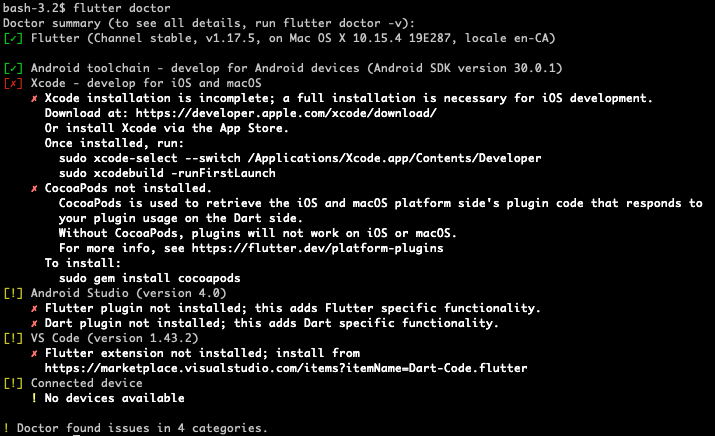 bash-3.2$ flutter doctor
Doctor summary (to see all details, run flutter doctor -v):
[✓] Flutter (Channel stable, v1.17.5, on Mac OS X 10.15.4 19E287, locale en-CA)
[✓] Android toolchain - develop for Android devices (Android SDK version 30.0.1)
[✗] Xcode - develop for iOS and macOS
✗ Xcode installation is incomplete; a full installation is necessary for iOS development.
Download at: https://developer.apple.com/xcode/download/
Or install Xcode via the App Store.
Once installed, run:
sudo xcode-select --switch /Applications/Xcode.app/Contents/Developer
sudo xcodebuild -runFirstLaunch
✗ CocoaPods not installed.
CocoaPods is used to retrieve the iOS and macOS platform side's plugin code that responds to
your plugin usage on the Dart side.
Without CocoaPods, plugins will not work on iOS or macOS.
For more info, see https://flutter.dev/platform-plugins
To install:
sudo gem install cocoapods
[!] Android Studio (version 4.0)
✗ Flutter plugin not installed; this adds Flutter specific functionality.
✗ Dart plugin not installed; this adds Dart specific functionality.
[!] VS Code (version 1.43.2)
✗ Flutter extension not installed; install from
https://marketplace.visualstudio.com/items?itemName=Dart-Code.flutter
[!] Connected device
! No devices available
! Doctor found issues in 4 categories.